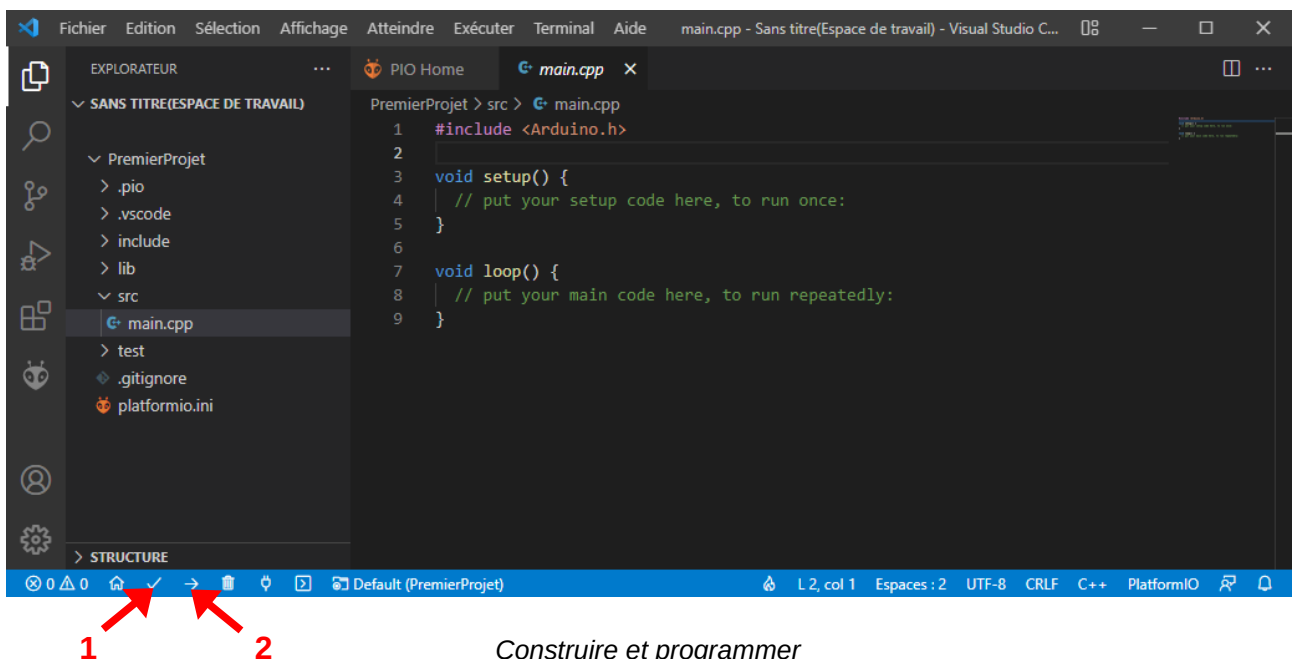 Fichier Edition Sélection Affichage Atteindre Exécuter Terminal Aide main.cpp - Sans titre(Espace de travail) - Visual Studio C...
EXPLORATEUR ... PIO Home main.cpp
SANS TITRE(ESPACE DE TRAVAIL) PremierProjet > src > main.cpp
PremierProjet
> .pio
> .vscode
> include
> lib
src
main.cpp
> test
.gitignore
platformio.ini
> STRUCTURE
1 #include <Arduino.h>
2
3 void setup() {
4 // put your setup code here, to run once:
5 }
6
7 void loop() {
8 // put your main code here, to run repeatedly:
9 }
0 0 Default (PremierProjet) L 2, col 1 Espaces : 2 UTF-8 CRLF C++ PlatformIO
1 2 Construire et programmer